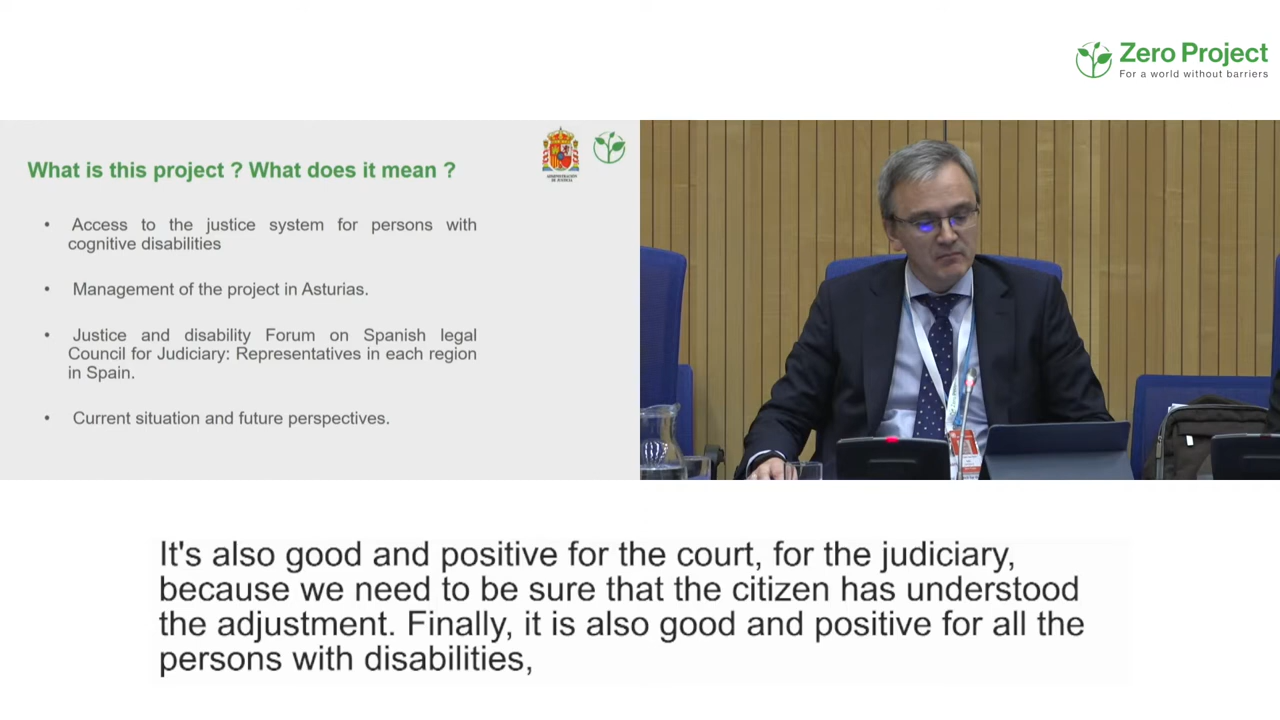 Zero Project
For a world without barriers
What is this project ? What does it mean ?
ADMINISTRACIÓN
DE JUSTICIA
• Access to the justice system for persons with
cognitive disabilities
• Management of the project in Asturias.
• Justice and disability Forum on Spanish legal
Council for Judiciary: Representatives in each region
in Spain.
• Current situation and future perspectives.
It's also good and positive for the court, for the judiciary,
because we need to be sure that the citizen has understood
the adjustment. Finally, it is also good and positive for all the
persons with disabilities,